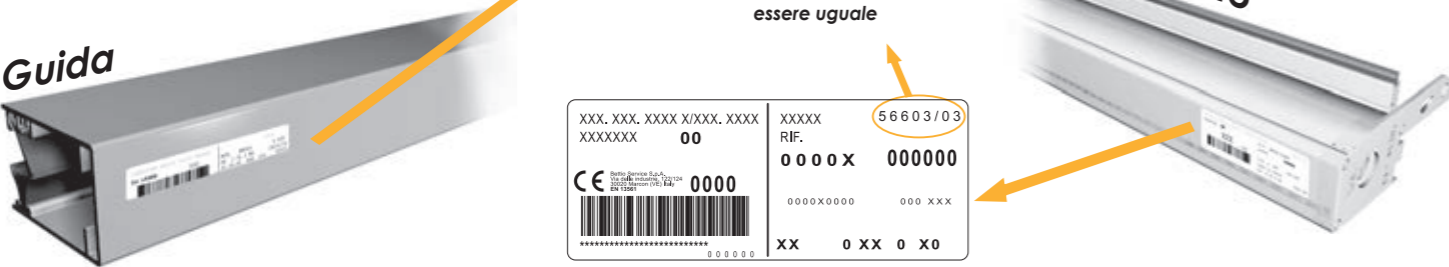 essere uguale
Guida
XXX. XXX. XXXX X/XXX. XXXX
XXXXXXX 00
Bettio Service S.p.A.
Via delle industrie, 122/124
30020 Marcon (VE) Italy
EN 13561
CE
0000
**************************
000000
XXXXX 56603/03
RIF.
0000X 000000
0000X0000 000 XXX
XX 0 XX 0 X0